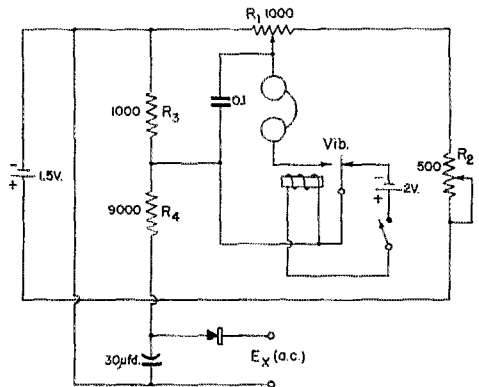 R₁ 1000
1000 R₃
0.1
Vib.
500 R₂
- + 1.5V.
- + 2V.
9000 R₄
30µfd.
Eₓ (a.c.)